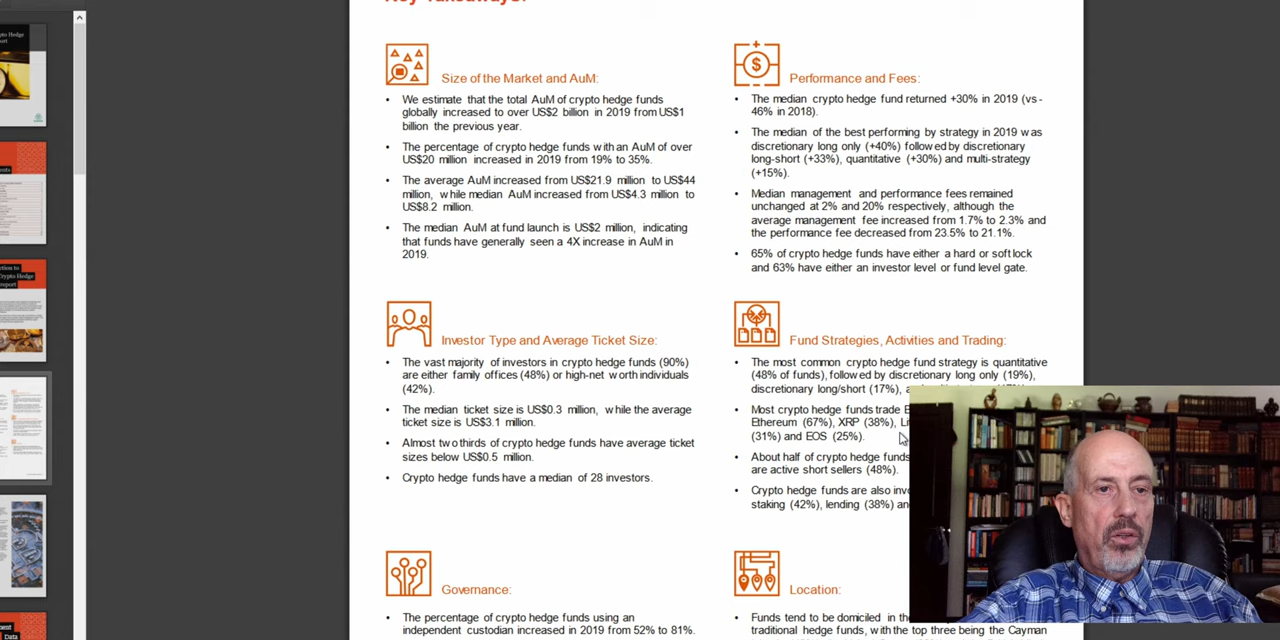 Key Takeaways:
Size of the Market and AuM:
• We estimate that the total AuM of crypto hedge funds
globally increased to over US$2 billion in 2019 from US$1
billion the previous year.
• The percentage of crypto hedge funds with an AuM of over
US$20 million increased in 2019 from 19% to 35%.
• The average AuM increased from US$21.9 million to US$44
million, while median AuM increased from US$4.3 million to
US$8.2 million.
• The median AuM at fund launch is US$2 million, indicating
that funds have generally seen a 4X increase in AuM in
2019.
Performance and Fees:
• The median crypto hedge fund returned +30% in 2019 (vs -
46% in 2018).
• The median of the best performing by strategy in 2019 was
discretionary long only (+40%) followed by discretionary
long-short (+33%), quantitative (+30%) and multi-strategy
(+15%).
• Median management and performance fees remained
unchanged at 2% and 20% respectively, although the
average management fee increased from 1.7% to 2.3% and
the performance fee decreased from 23.5% to 21.1%.
• 65% of crypto hedge funds have either a hard or soft lock
and 63% have either an investor level or fund level gate.
Investor Type and Average Ticket Size:
• The vast majority of investors in crypto hedge funds (90%)
are either family offices (48%) or high-net worth individuals
(42%).
• The median ticket size is US$0.3 million, while the average
ticket size is US$3.1 million.
• Almost two thirds of crypto hedge funds have average ticket
sizes below US$0.5 million.
• Crypto hedge funds have a median of 28 investors.
Fund Strategies, Activities and Trading:
• The most common crypto hedge fund strategy is quantitative
(48% of funds), followed by discretionary long only (19%),
discretionary long/short (17%),
• Most crypto hedge funds trade
Ethereum (67%), XRP (38%),
(31%) and EOS (25%).
• About half of crypto hedge funds
are active short sellers (48%).
• Crypto hedge funds are also
staking (42%), lending (38%)
Governance:
• The percentage of crypto hedge funds using an
independent custodian increased in 2019 from 52% to 81%.
Location:
• Funds tend to be domiciled in
traditional hedge funds, with the top three being the Cayman